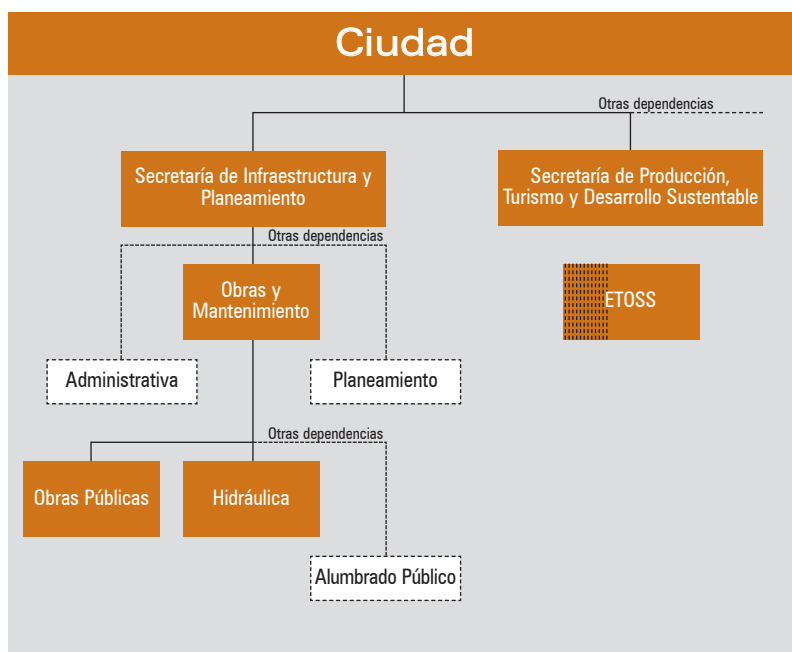 Ciudad
Otras dependencias
Secretaría de Infraestructura y
Planeamiento
Secretaría de Producción,
Turismo y Desarrollo Sustentable
Otras dependencias
Obras y
Mantenimiento
ETOSS
Administrativa
Planeamiento
Otras dependencias
Obras Públicas
Hidráulica
Alumbrado Público